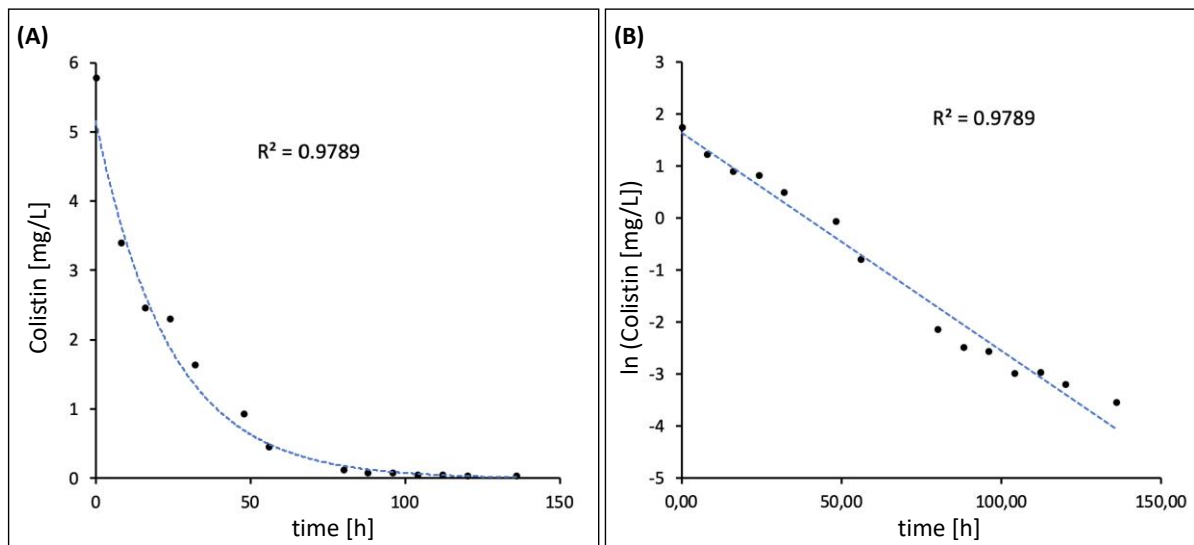 (A)
6
5
4
3
2
1
0
Colistin [mg/L]
R² = 0.9789
0 50 100 150
time [h]
(B)
3
2
1
0
-1
-2
-3
-4
-5
ln (Colistin [mg/L])
R² = 0.9789
0,00 50,00 100,00 150,00
time [h]